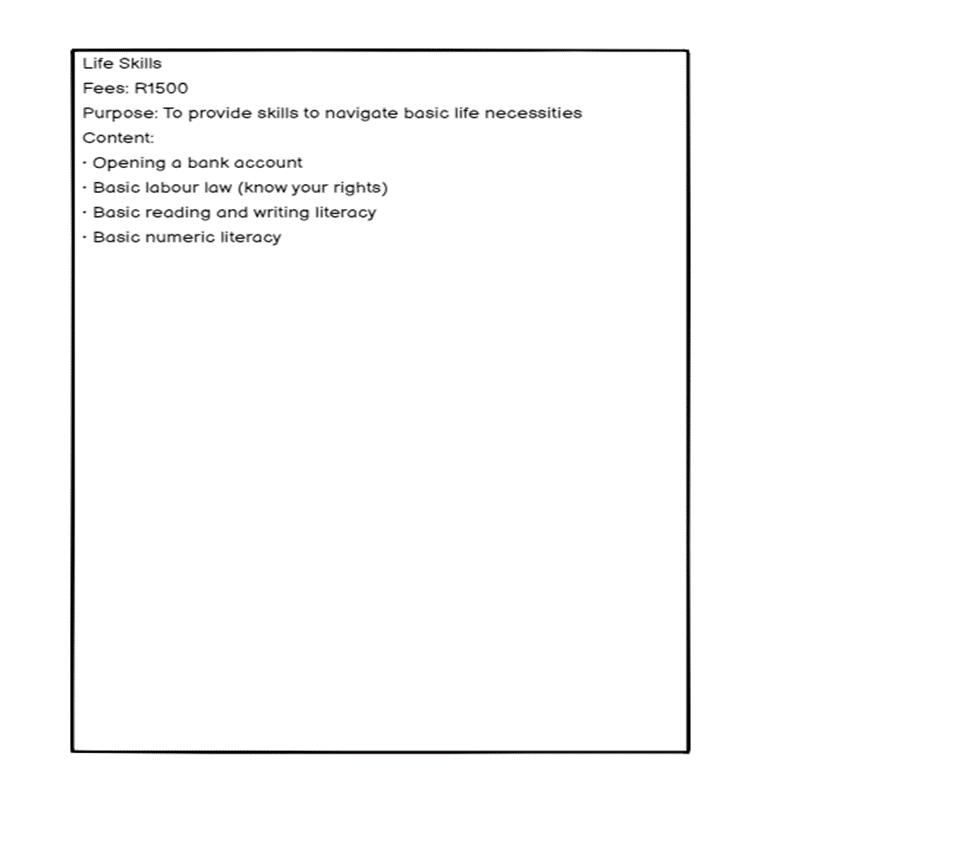 Life Skills
Fees: R1500
Purpose: To provide skills to navigate basic life necessities
Content:
· Opening a bank account
· Basic labour law (know your rights)
· Basic reading and writing literacy
· Basic numeric literacy